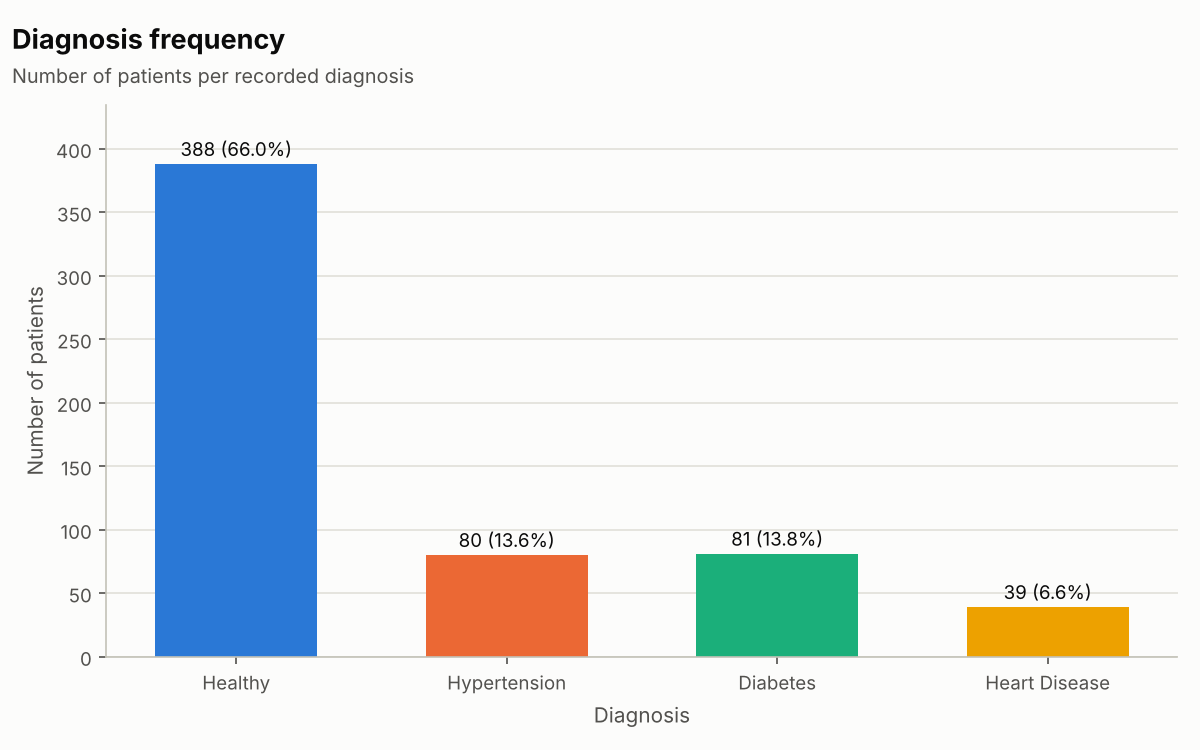 Diagnosis frequency
Number of patients per recorded diagnosis
Number of patients
400
350
300
250
200
150
100
50
0
388 (66.0%)
80 (13.6%)
81 (13.8%)
39 (6.6%)
Healthy
Hypertension
Diabetes
Heart Disease
Diagnosis